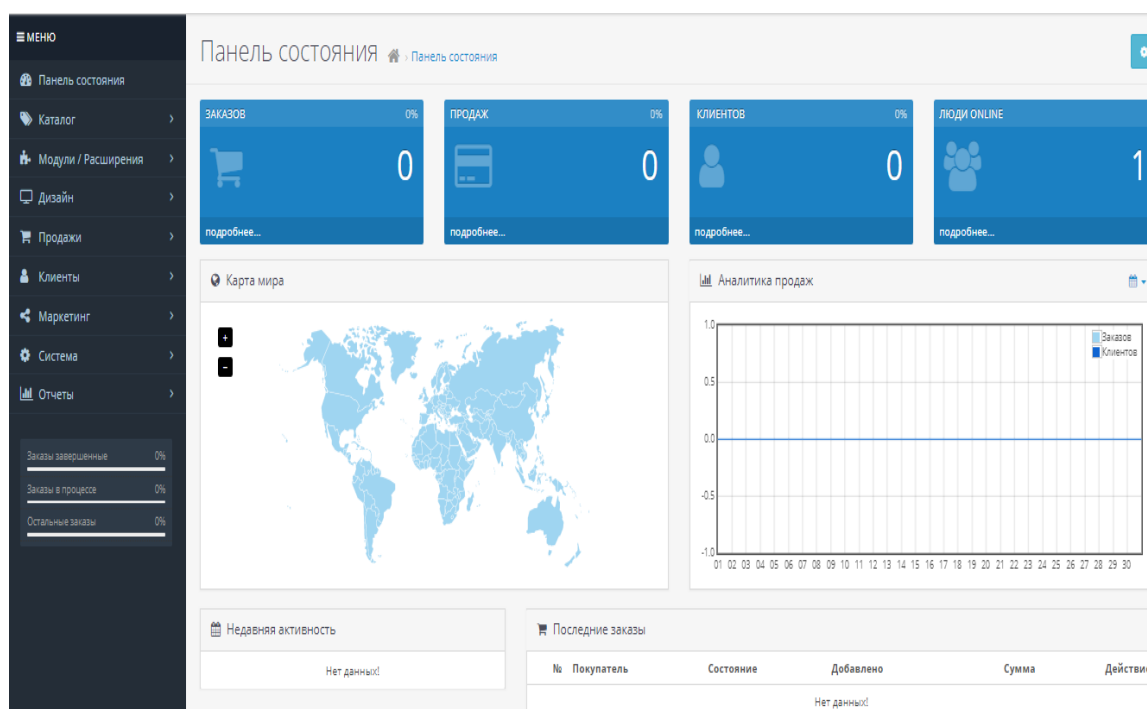 МЕНЮ
Панель состояния
Каталог
Модули / Расширения
Дизайн
Продажи
Клиенты
Маркетинг
Система
Отчеты
Заказы завершенные 0%
Заказы в процессе 0%
Остальные заказы 0%
Панель состояния › Панель состояния
ЗАКАЗОВ 0%
0
подробнее...
ПРОДАЖ 0%
0
подробнее...
КЛИЕНТОВ 0%
0
подробнее...
ЛЮДИ ONLINE
1
подробнее...
Карта мира
+
-
Аналитика продаж
Заказов
Клиентов
1.0
0.5
0.0
-0.5
-1.0
01 02 03 04 05 06 07 08 09 10 11 12 13 14 15 16 17 18 19 20 21 22 23 24 25 26 27 28 29 30
Недавняя активность
Нет данных!
Последние заказы
№ Покупатель Состояние Добавлено Сумма Действие
Нет данных!